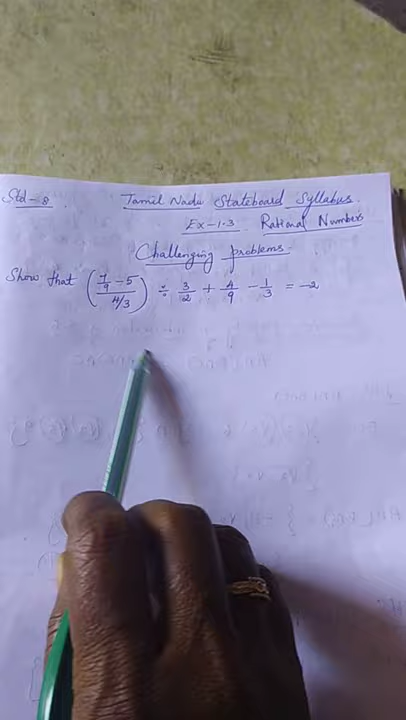 Std - 8. Tamil Nadu Stateboard Syllabus.
Ex-1.3 Rational Numbers
Challenging problems-
Show that ((7/9 - 5)/(4/3)) ÷ 3/2 + 4/9 - 1/3 = -2